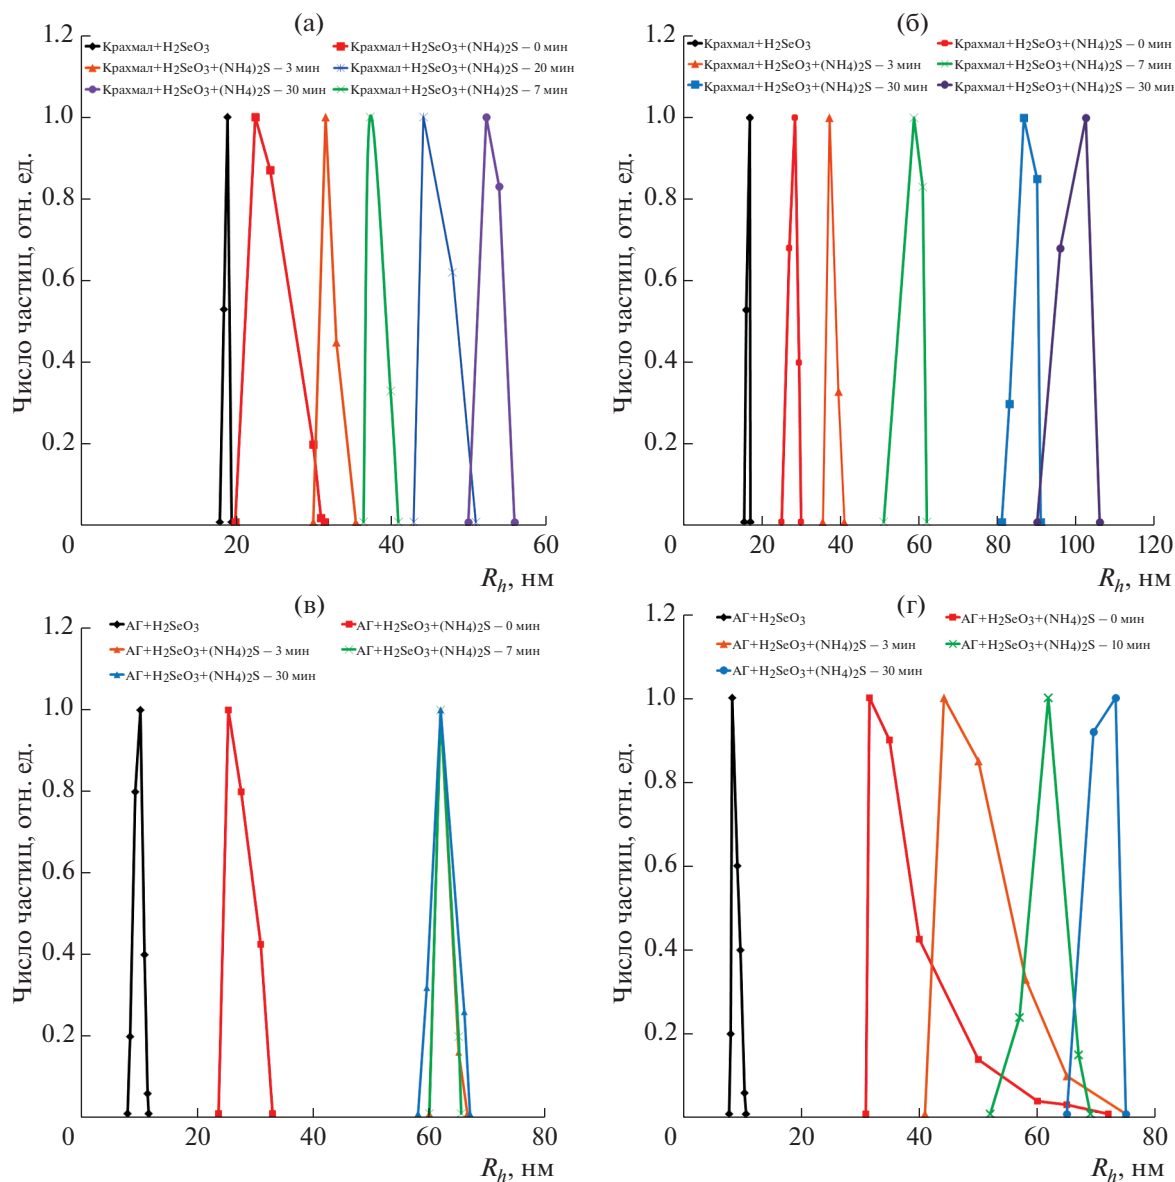 (а)
1.2
Крахмал+H2SeO3
Крахмал+H2SeO3+(NH4)2S – 0 мин
Крахмал+H2SeO3+(NH4)2S – 3 мин
Крахмал+H2SeO3+(NH4)2S – 20 мин
Крахмал+H2SeO3+(NH4)2S – 30 мин
Крахмал+H2SeO3+(NH4)2S – 7 мин
1.0
0.8
0.6
0.4
0.2
0
20
40
60
Число частиц, отн. ед.
Rh, нм
(б)
1.2
Крахмал+H2SeO3
Крахмал+H2SeO3+(NH4)2S – 0 мин
Крахмал+H2SeO3+(NH4)2S – 3 мин
Крахмал+H2SeO3+(NH4)2S – 7 мин
Крахмал+H2SeO3+(NH4)2S – 30 мин
Крахмал+H2SeO3+(NH4)2S – 30 мин
1.0
0.8
0.6
0.4
0.2
0
20
40
60
80
100
120
Число частиц, отн. ед.
Rh, нм
(в)
1.2
АГ+H2SeO3
АГ+H2SeO3+(NH4)2S – 0 мин
АГ+H2SeO3+(NH4)2S – 3 мин
АГ+H2SeO3+(NH4)2S – 7 мин
АГ+H2SeO3+(NH4)2S – 30 мин
1.0
0.8
0.6
0.4
0.2
0
20
40
60
80
Число частиц, отн. ед.
Rh, нм
(г)
1.2
АГ+H2SeO3
АГ+H2SeO3+(NH4)2S – 0 мин
АГ+H2SeO3+(NH4)2S – 3 мин
АГ+H2SeO3+(NH4)2S – 10 мин
АГ+H2SeO3+(NH4)2S – 30 мин
1.0
0.8
0.6
0.4
0.2
0
20
40
60
80
Число частиц, отн. ед.
Rh, нм